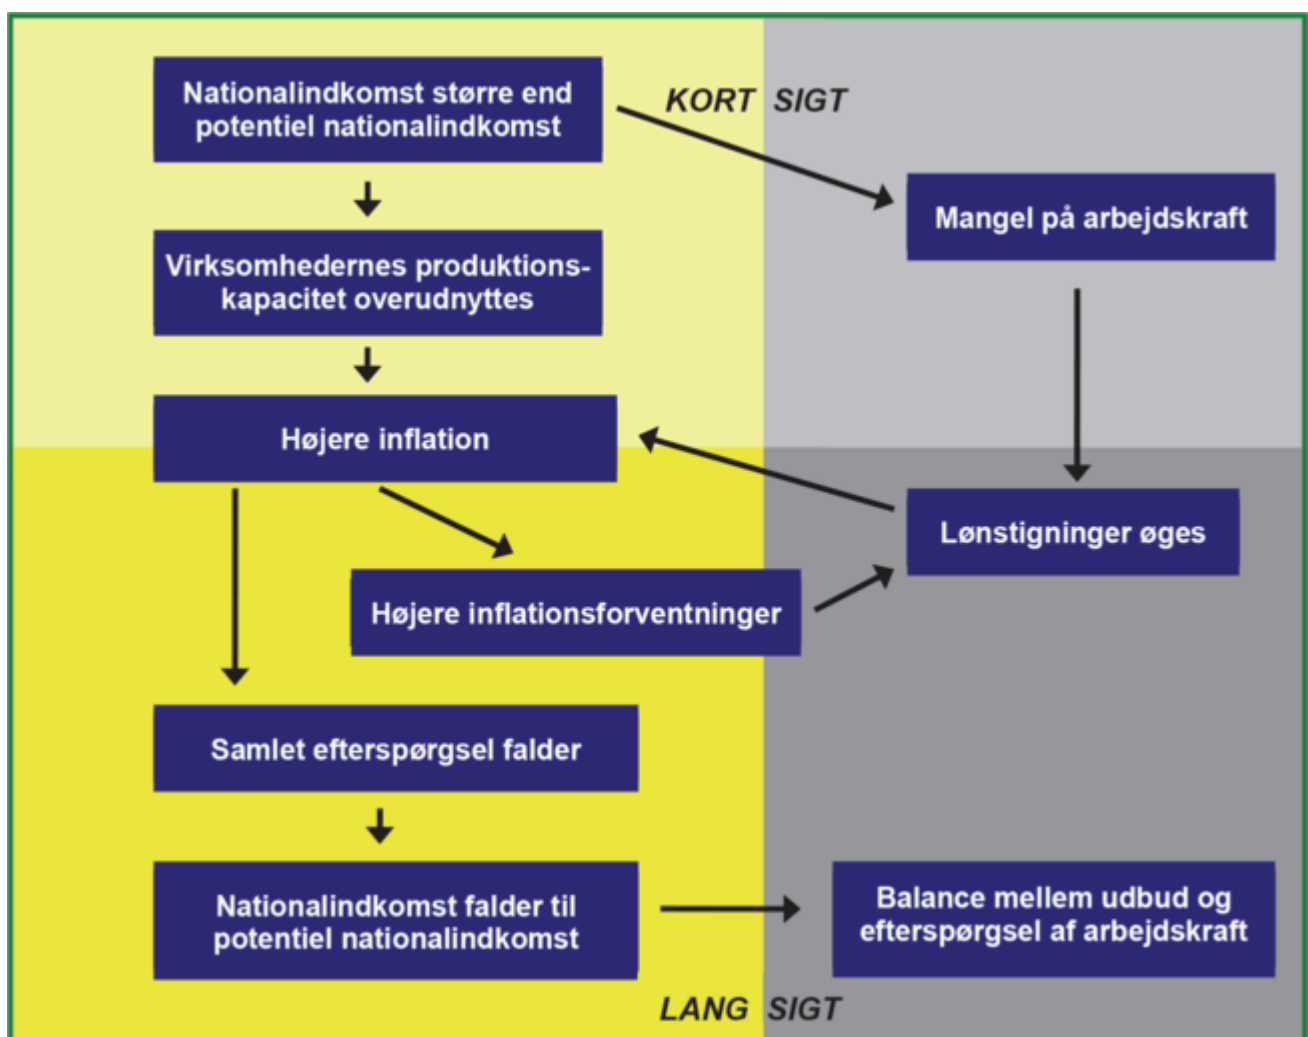 Nationalindkomst større end
potentiel nationalindkomst
KORT SIGT
Mangel på arbejdskraft
Virksomhedernes produktions-
kapacitet overudnyttes
Højere inflation
Lønstigninger øges
Højere inflationsforventninger
Samlet efterspørgsel falder
Nationalindkomst falder til
potentiel nationalindkomst
Balance mellem udbud og
efterspørgsel af arbejdskraft
LANG SIGT